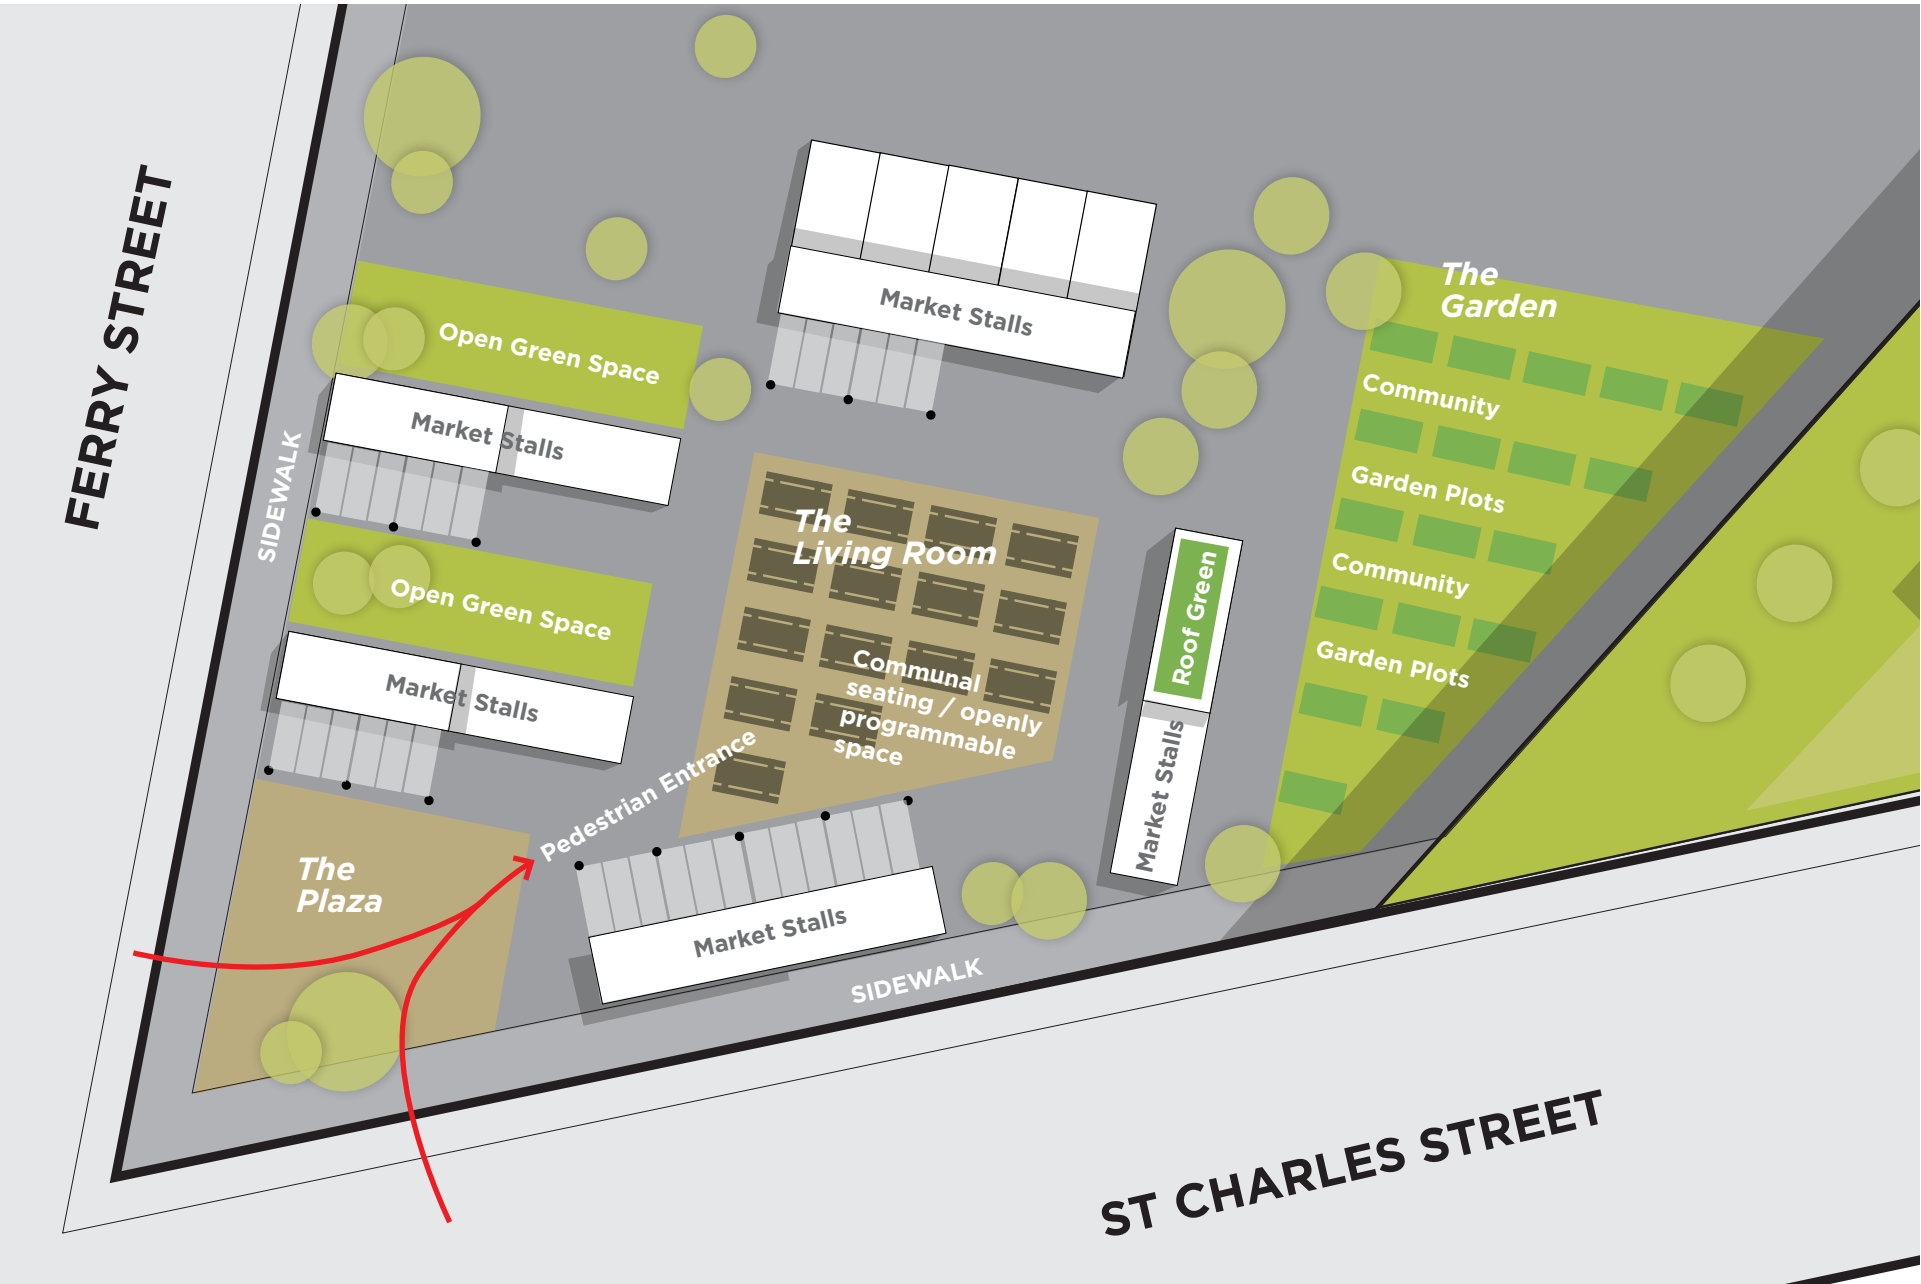 FERRY STREET
SIDEWALK
Open Green Space
Market Stalls
Open Green Space
Market Stalls
The
Plaza
Pedestrian Entrance
Market Stalls
The
Living Room
Communal
seating / openly
programmable
space
Market Stalls
SIDEWALK
Roof Green
Market Stalls
The
Garden
Community
Garden Plots
Community
Garden Plots
ST CHARLES STREET